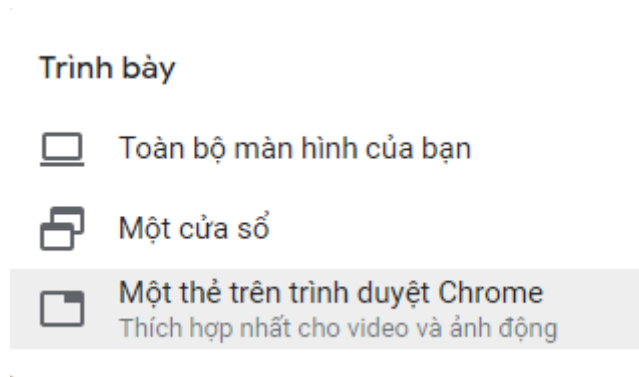 Trình bày
Toàn bộ màn hình của bạn
Một cửa sổ
Một thẻ trên trình duyệt Chrome
Thích hợp nhất cho video và ảnh động